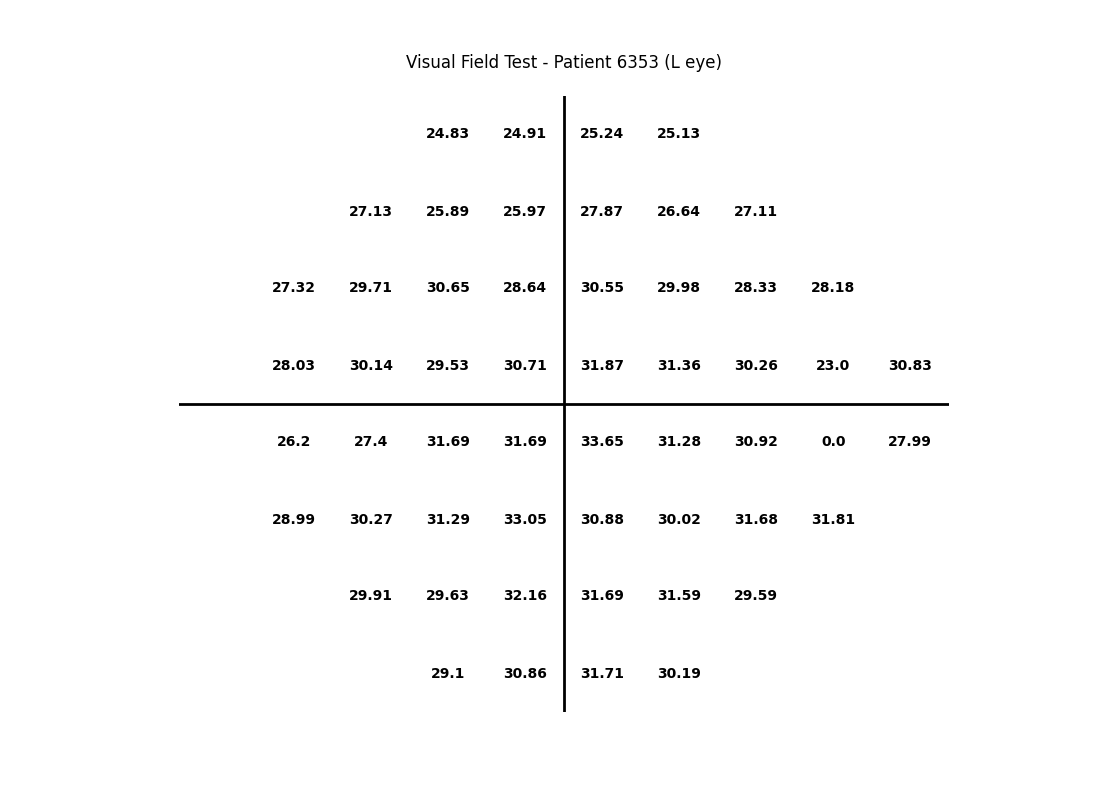 Visual Field Test - Patient 6353 (L eye)
24.83 24.91 25.24 25.13
27.13 25.89 25.97 27.87 26.64 27.11
27.32 29.71 30.65 28.64 30.55 29.98 28.33 28.18
28.03 30.14 29.53 30.71 31.87 31.36 30.26 23.0 30.83
26.2 27.4 31.69 31.69 33.65 31.28 30.92 0.0 27.99
28.99 30.27 31.29 33.05 30.88 30.02 31.68 31.81
29.91 29.63 32.16 31.69 31.59 29.59
29.1 30.86 31.71 30.19